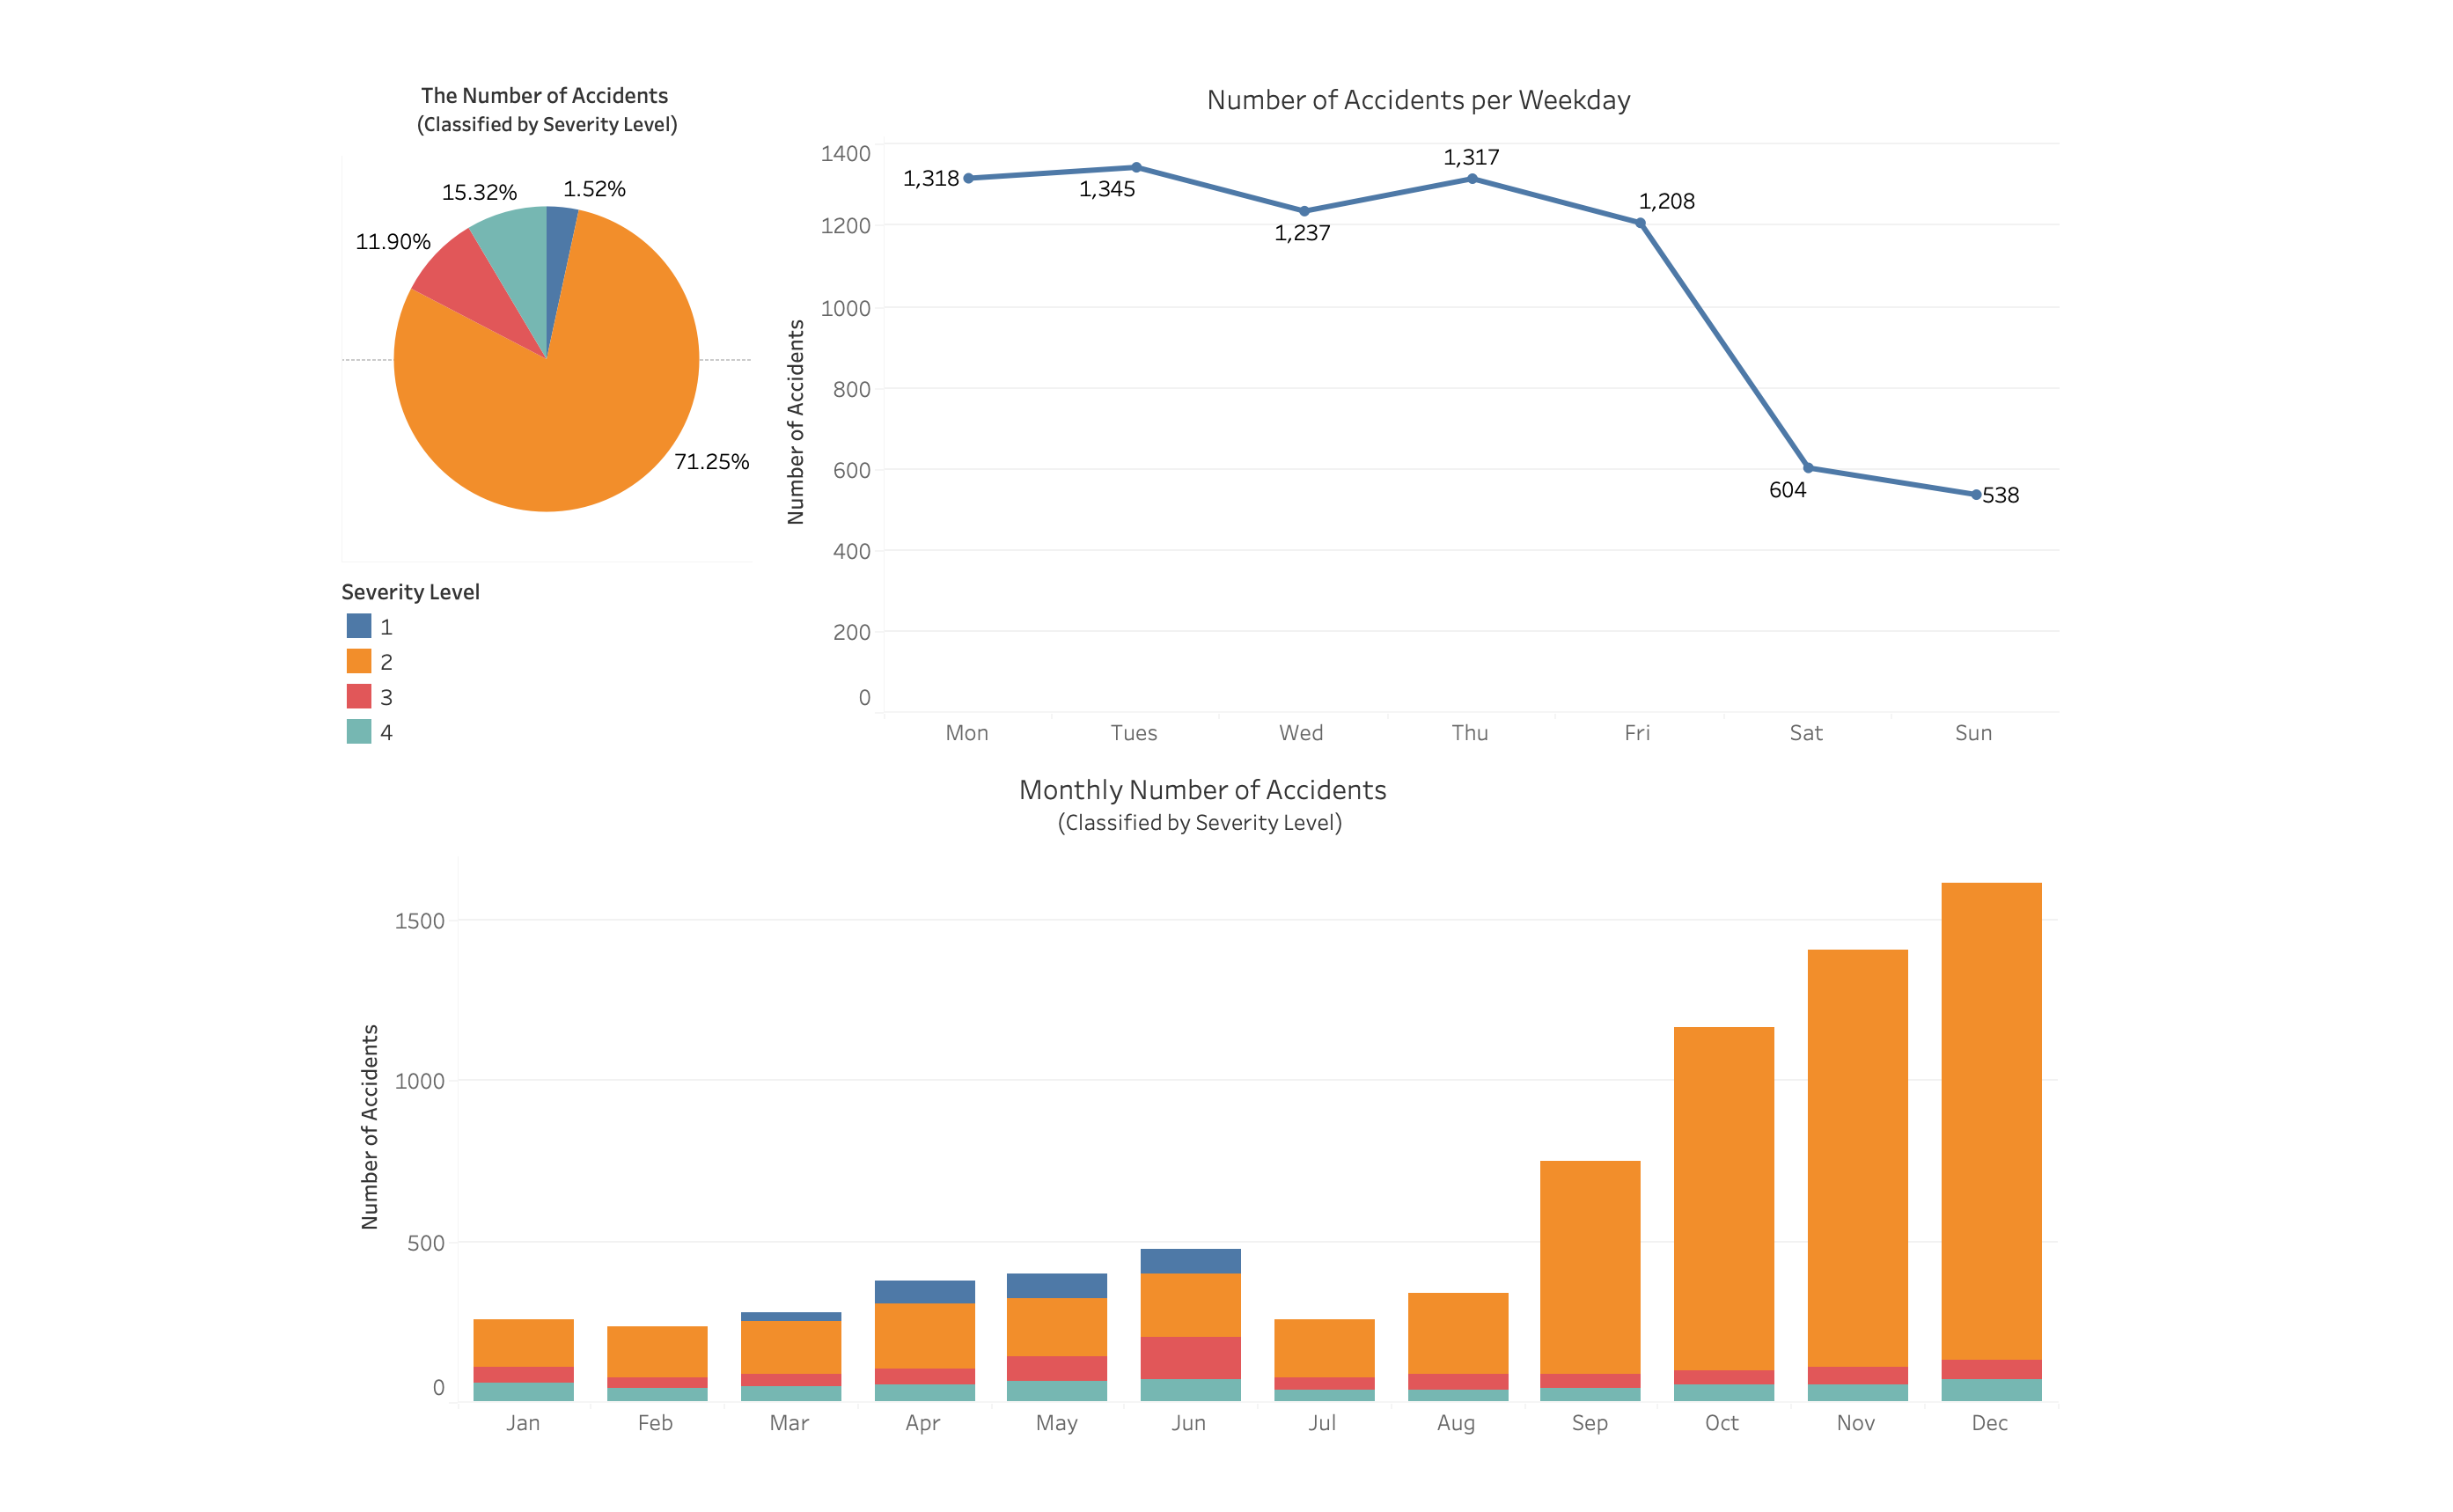 The Number of Accidents
(Classified by Severity Level)
15.32%
1.52%
11.90%
71.25%
Severity Level
1
2
3
4
Number of Accidents per Weekday
Number of Accidents
1400
1200
1000
800
600
400
200
0
1,318
1,345
1,237
1,317
1,208
604
538
Mon
Tues
Wed
Thu
Fri
Sat
Sun
Monthly Number of Accidents
(Classified by Severity Level)
Number of Accidents
1500
1000
500
0
Jan
Feb
Mar
Apr
May
Jun
Jul
Aug
Sep
Oct
Nov
Dec